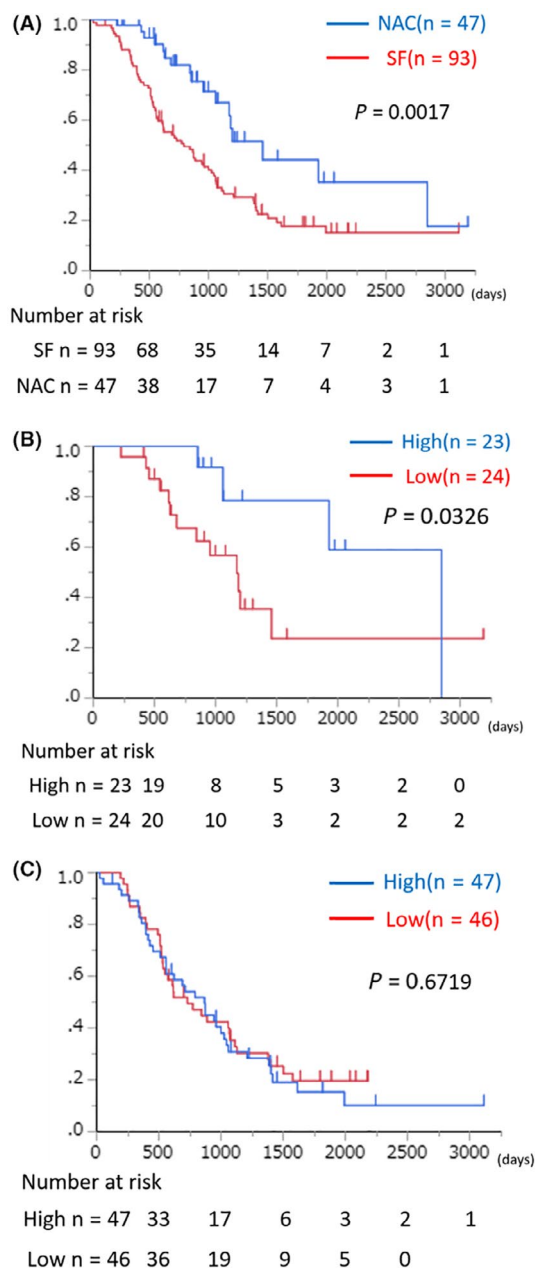 (A)
NAC(n = 47)
SF(n = 93)
P = 0.0017
1.0
.8
.6
.4
.2
.0
0 500 1000 1500 2000 2500 3000 (days)
Number at risk
SF n = 93 68 35 14 7 2 1
NAC n = 47 38 17 7 4 3 1
(B)
High(n = 23)
Low(n = 24)
P = 0.0326
1.0
.8
.6
.4
.2
.0
0 500 1000 1500 2000 2500 3000 (days)
Number at risk
High n = 23 19 8 5 3 2 0
Low n = 24 20 10 3 2 2 2
(C)
High(n = 47)
Low(n = 46)
P = 0.6719
1.0
.8
.6
.4
.2
.0
0 500 1000 1500 2000 2500 3000 (days)
Number at risk
High n = 47 33 17 6 3 2 1
Low n = 46 36 19 9 5 0